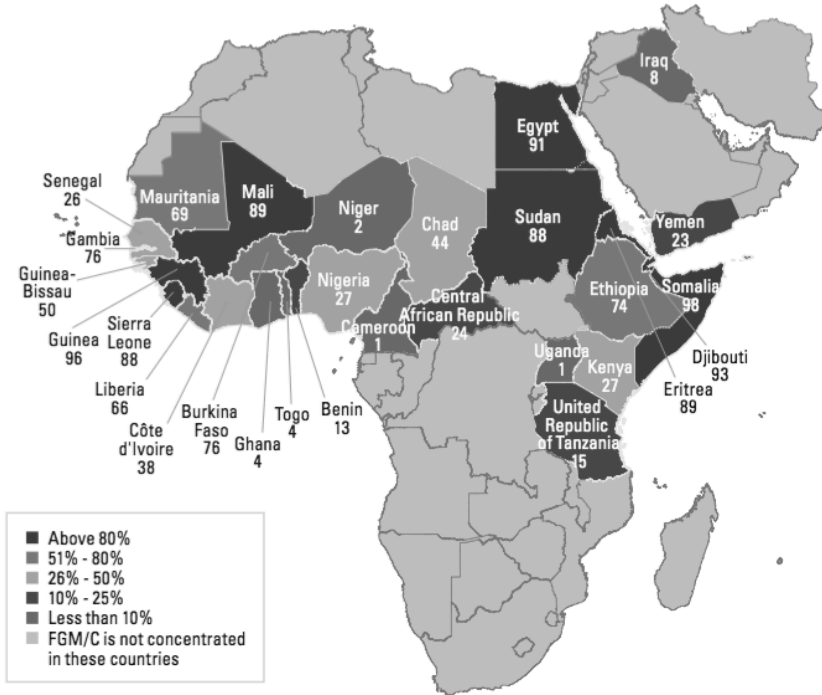 Iraq
8
Egypt
91
Senegal
26
Mauritania
69
Mali
89
Niger
2
Chad
44
Sudan
88
Yemen
23
Gambia
76
Guinea-
Bissau
50
Nigeria
27
Ethiopia
74
Somalia
98
Guinea
96
Sierra
Leone
88
Cameroon
1
Central
African Republic
24
Uganda
1
Kenya
27
Djibouti
93
Eritrea
89
Liberia
66
Côte
d'Ivoire
38
Burkina
Faso
76
Ghana
4
Togo
4
Benin
13
United
Republic
of Tanzania
15
Above 80%
51% - 80%
26% - 50%
10% - 25%
Less than 10%
FGM/C is not concentrated
in these countries